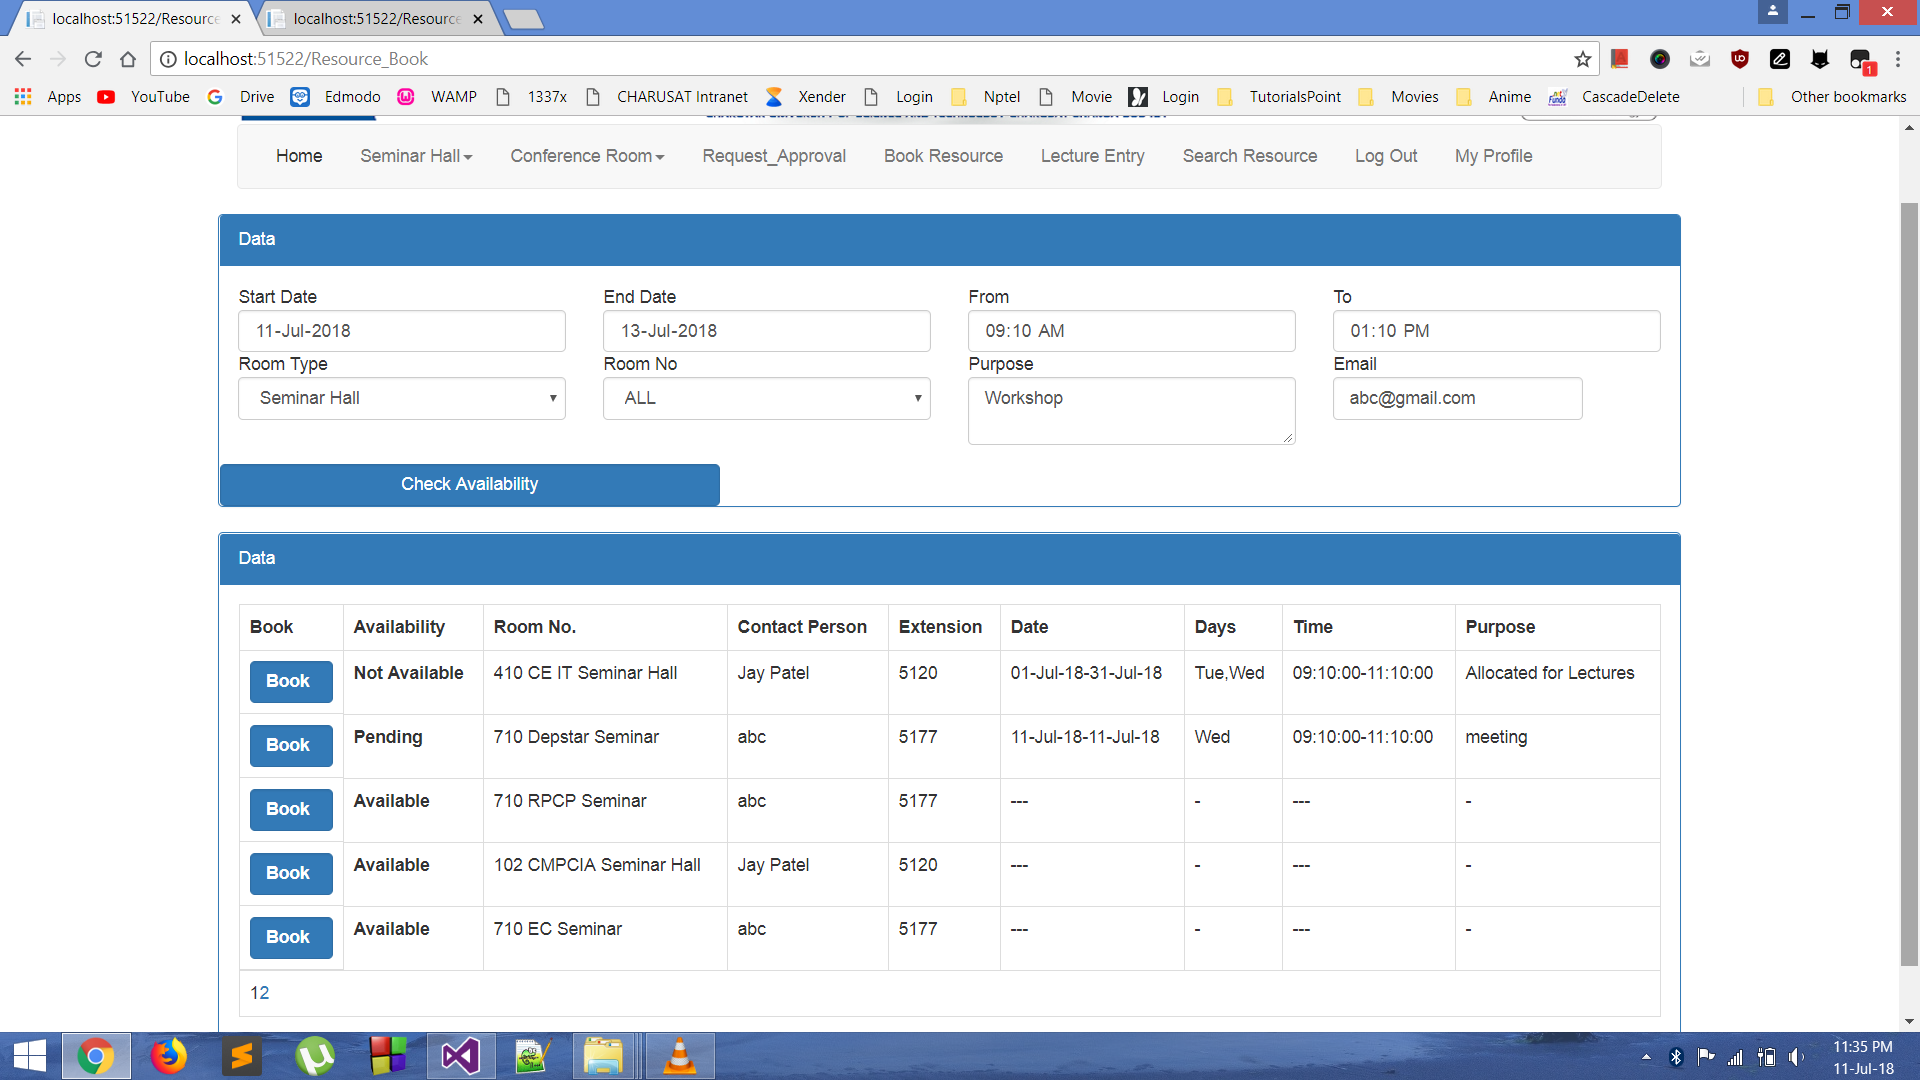 localhost:51522/Resource
localhost:51522/Resource
localhost:51522/Resource_Book
1
Apps YouTube Drive Edmodo WAMP 1337x CHARUSAT Intranet Xender Login Nptel Movie Login TutorialsPoint Movies Anime CascadeDelete Other bookmarks
Home Seminar Hall Conference Room Request_Approval Book Resource Lecture Entry Search Resource Log Out My Profile
Data
Start Date End Date From To
11-Jul-2018 13-Jul-2018 09:10 AM 01:10 PM
Room Type Room No Purpose Email
Seminar Hall ALL Workshop abc@gmail.com
Check Availability
Data
Book Availability Room No. Contact Person Extension Date Days Time Purpose
Book Not Available 410 CE IT Seminar Hall Jay Patel 5120 01-Jul-18-31-Jul-18 Tue,Wed 09:10:00-11:10:00 Allocated for Lectures
Book Pending 710 Depstar Seminar abc 5177 11-Jul-18-11-Jul-18 Wed 09:10:00-11:10:00 meeting
Book Available 710 RPCP Seminar abc 5177 --- - --- -
Book Available 102 CMPCIA Seminar Hall Jay Patel 5120 --- - --- -
Book Available 710 EC Seminar abc 5177 --- - --- -
12
11:35 PM
11-Jul-18